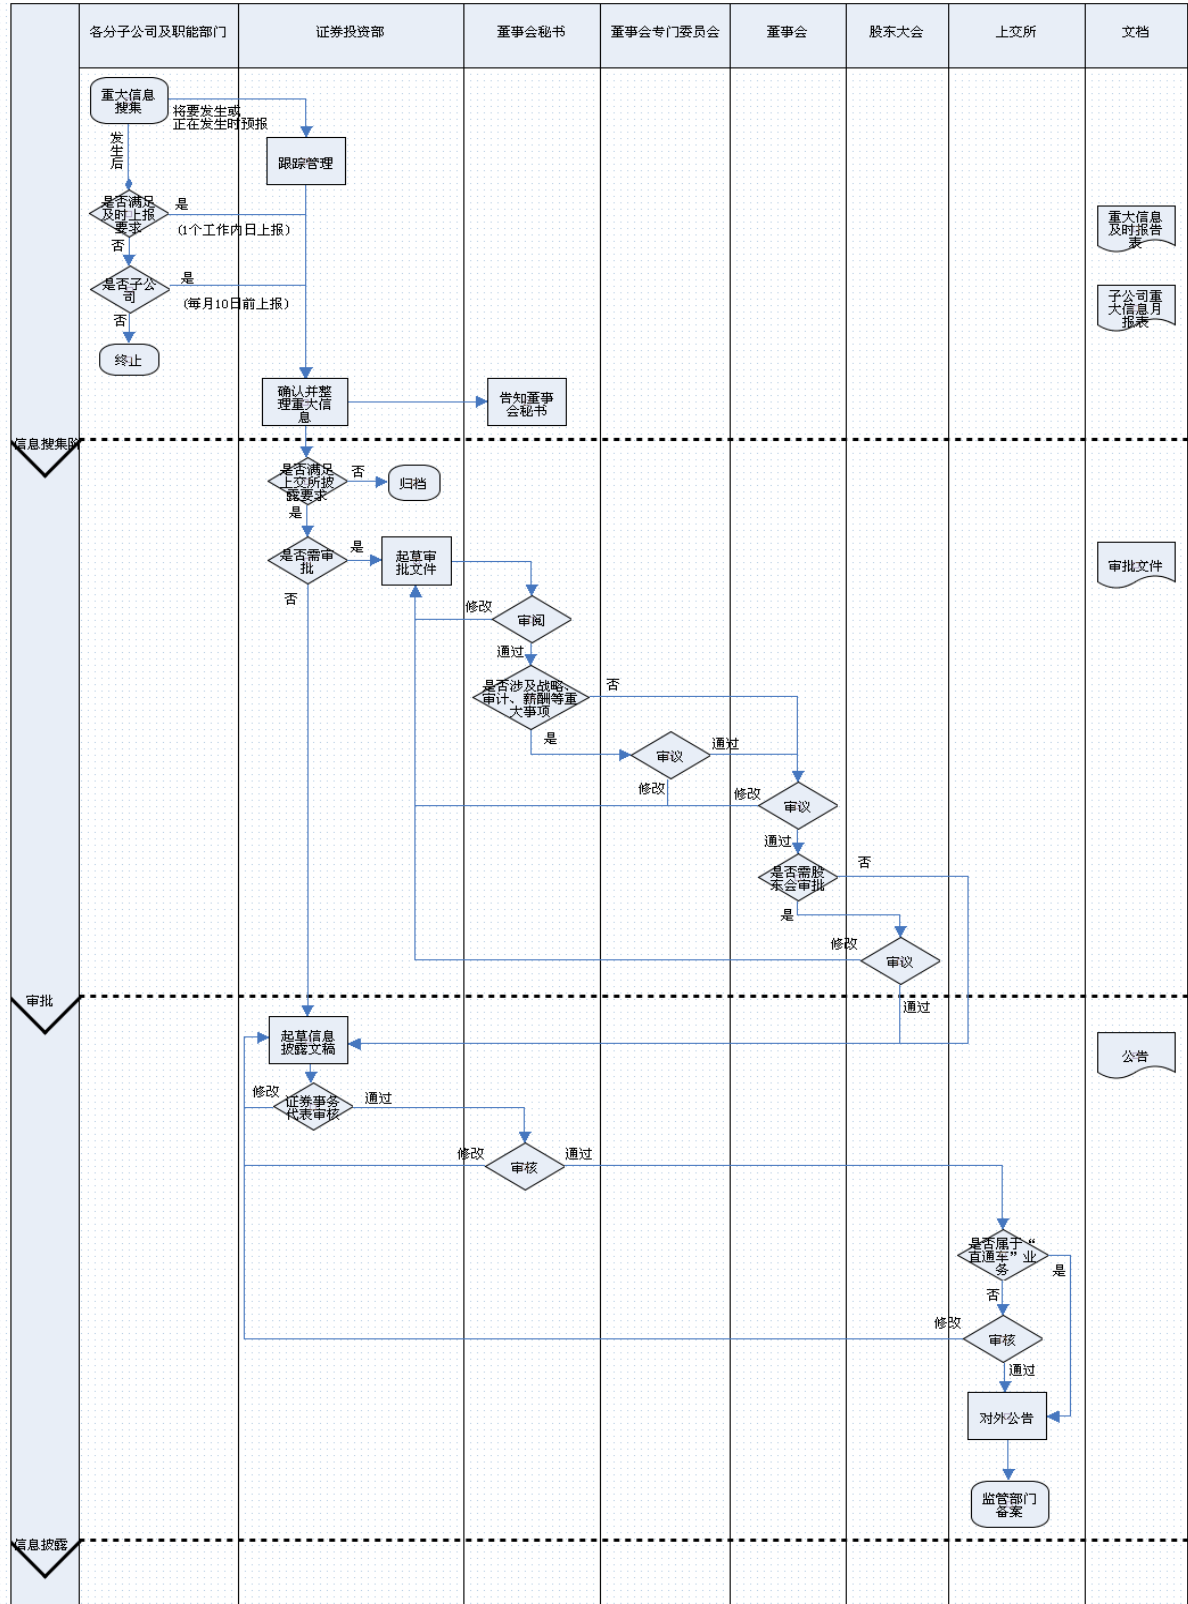 各分子公司及职能部门
证券投资部
董事会秘书
董事会专门委员会
董事会
股东大会
上交所
文档
重大信息
搜集
将要发生或
正在发生时预报
发
生
后
跟踪管理
是否满足
及时上报
要求
是
(1个工作内日上报)
重大信息
及时报告
表
否
是否子公
司
是
(每月10日前上报)
子公司重
大信息月
报表
否
终止
确认并整
理重大信
息
告知董事
会秘书
信息搜集阶
是否满足
上交所披
露要求
否
归档
是
是否需审
批
是
起草审
批文件
审批文件
否
修改
审阅
通过
是否涉及战略、
审计、薪酬等重
大事项
否
是
审议
通过
修改
修改
审议
通过
是否需股
东会审批
否
是
修改
审议
审批
通过
起草信息
披露文稿
公告
修改
证券事务
代表审核
通过
修改
审核
通过
是否属于“
直通车”业
务
是
否
修改
审核
通过
对外公告
监管部门
备案
信息披露